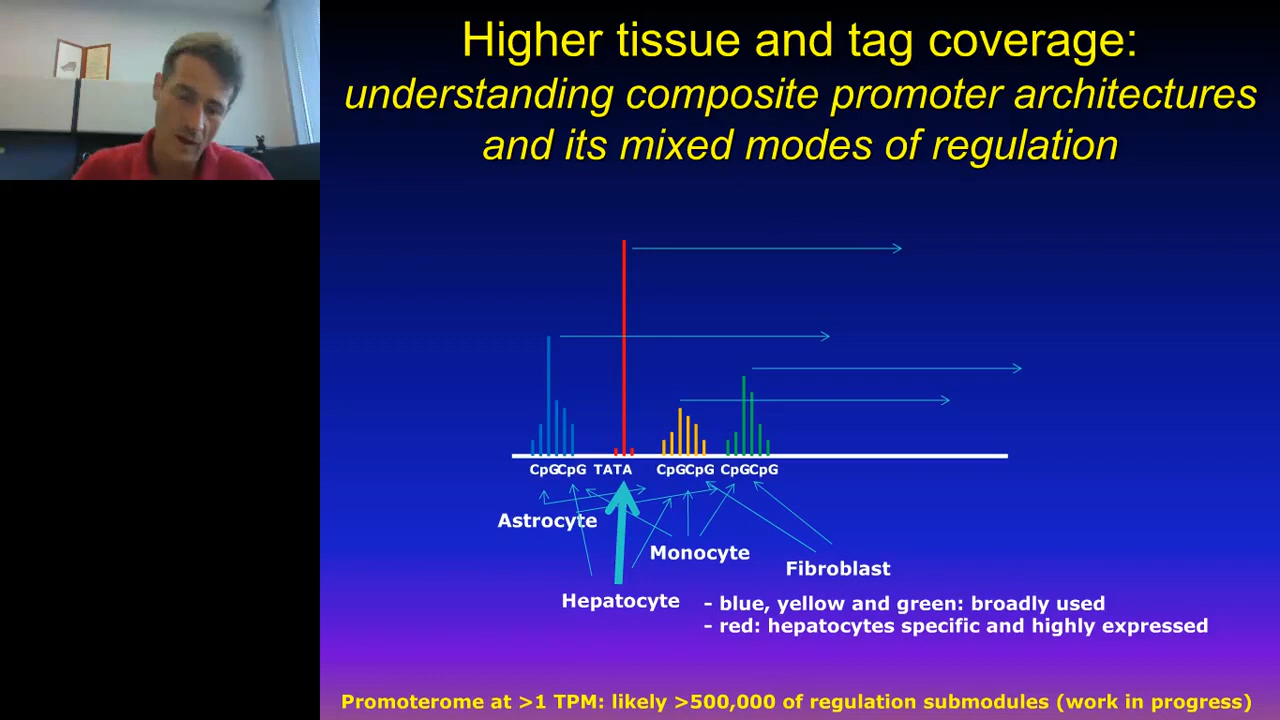 Higher tissue and tag coverage:
understanding composite promoter architectures
and its mixed modes of regulation
CpGCpG TATA CpGCpG CpGCpG
Astrocyte
Monocyte
Fibroblast
Hepatocyte
- blue, yellow and green: broadly used
- red: hepatocytes specific and highly expressed
Promoterome at >1 TPM: likely >500,000 of regulation submodules (work in progress)